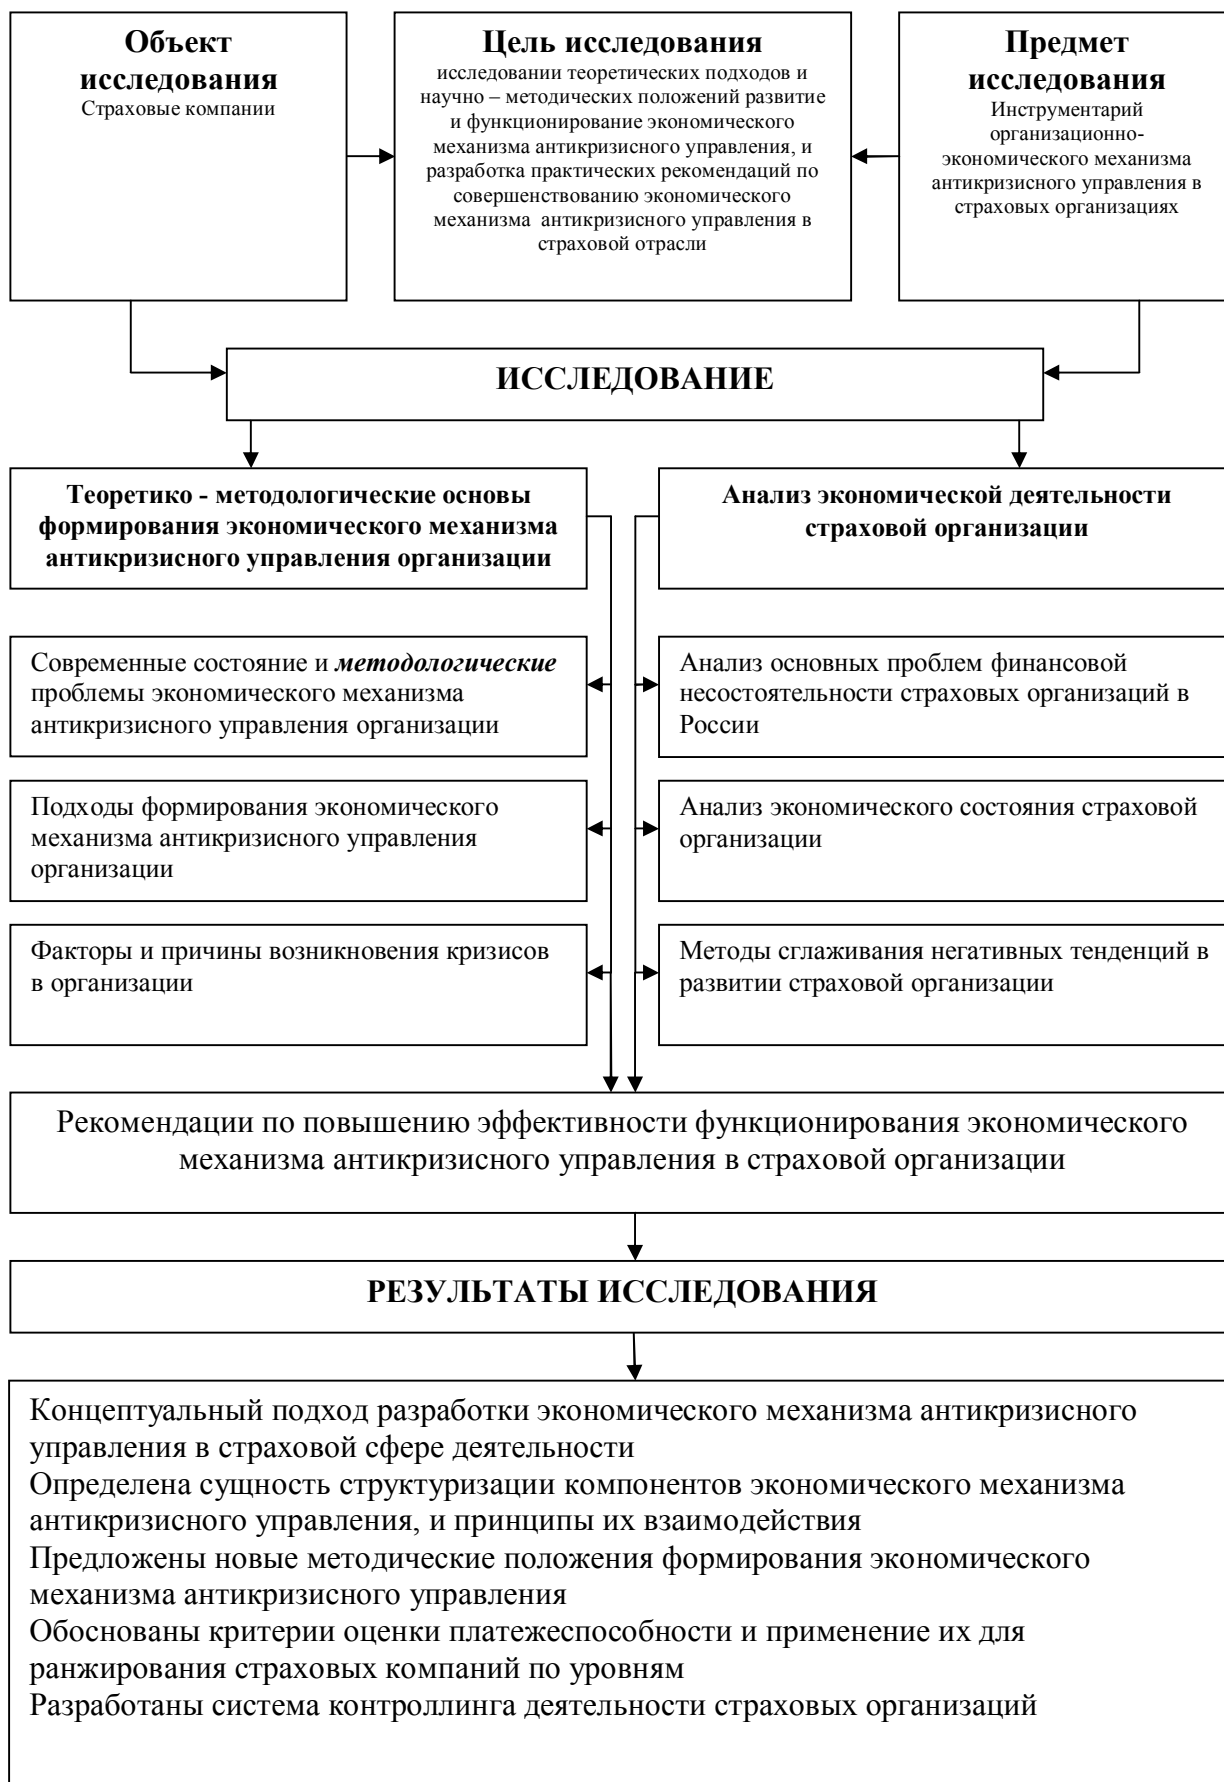 Объект
исследования
Страховые компании
Цель исследования
исследовании теоретических подходов и
научно – методических положений развитие
и функционирование экономического
механизма антикризисного управления, и
разработка практических рекомендаций по
совершенствованию экономического
механизма антикризисного управления в
страховой отрасли
Предмет
исследования
Инструментарий
организационно-
экономического механизма
антикризисного управления в
страховых организациях
ИССЛЕДОВАНИЕ
Теоретико - методологические основы
формирования экономического механизма
антикризисного управления организации
Анализ экономической деятельности
страховой организации
Современные состояние и методологические
проблемы экономического механизма
антикризисного управления организации
Анализ основных проблем финансовой
несостоятельности страховых организаций в
России
Подходы формирования экономического
механизма антикризисного управления
организации
Анализ экономического состояния страховой
организации
Факторы и причины возникновения кризисов
в организации
Методы сглаживания негативных тенденций в
развитии страховой организации
Рекомендации по повышению эффективности функционирования экономического
механизма антикризисного управления в страховой организации
РЕЗУЛЬТАТЫ ИССЛЕДОВАНИЯ
Концептуальный подход разработки экономического механизма антикризисного
управления в страховой сфере деятельности
Определена сущность структуризации компонентов экономического механизма
антикризисного управления, и принципы их взаимодействия
Предложены новые методические положения формирования экономического
механизма антикризисного управления
Обоснованы критерии оценки платежеспособности и применение их для
ранжирования страховых компаний по уровням
Разработаны система контроллинга деятельности страховых организаций